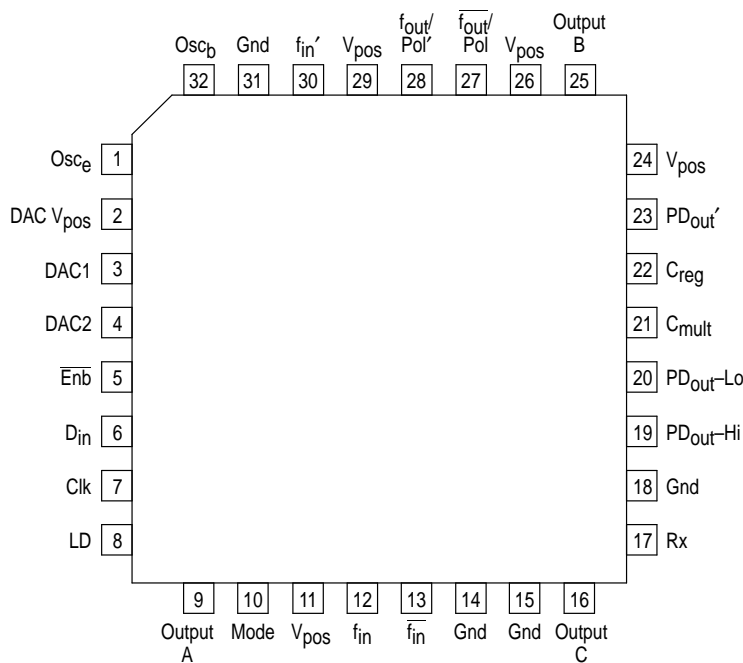 Osc_b Gnd f_in′ V_pos f_out/ Pol′ f̅_o̅u̅t̅/ Pol V_pos Output B
32 31 30 29 28 27 26 25
Osc_e 1
24 V_pos
DAC V_pos 2
23 PD_out′
DAC1 3
22 C_reg
DAC2 4
21 C_mult
E̅n̅b̅ 5
20 PD_out–Lo
D_in 6
19 PD_out–Hi
Clk 7
18 Gnd
LD 8
17 Rx
9 10 11 12 13 14 15 16
Output A Mode V_pos f_in f̅_i̅n̅ Gnd Gnd Output C